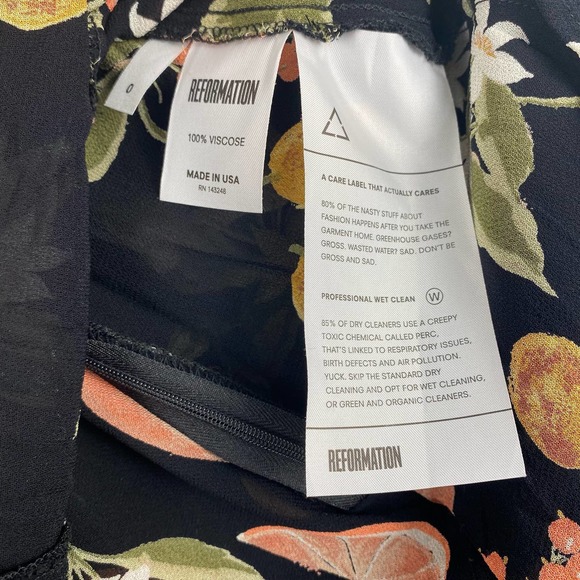 0
REFORMATION
100% VISCOSE
MADE IN USA
RN 143246
A CARE LABEL THAT ACTUALLY CARES
80% OF THE NASTY STUFF ABOUT
FASHION HAPPENS AFTER YOU TAKE THE
GARMENT HOME. GREENHOUSE GASES?
GROSS. WASTED WATER? SAD. DON'T BE
GROSS AND SAD.
PROFESSIONAL WET CLEAN W
85% OF DRY CLEANERS USE A CREEPY
TOXIC CHEMICAL CALLED PERC,
THAT'S LINKED TO RESPIRATORY ISSUES,
BIRTH DEFECTS AND AIR POLLUTION.
YUCK. SKIP THE STANDARD DRY
CLEANING AND OPT FOR WET CLEANING,
OR GREEN AND ORGANIC CLEANERS.
REFORMATION